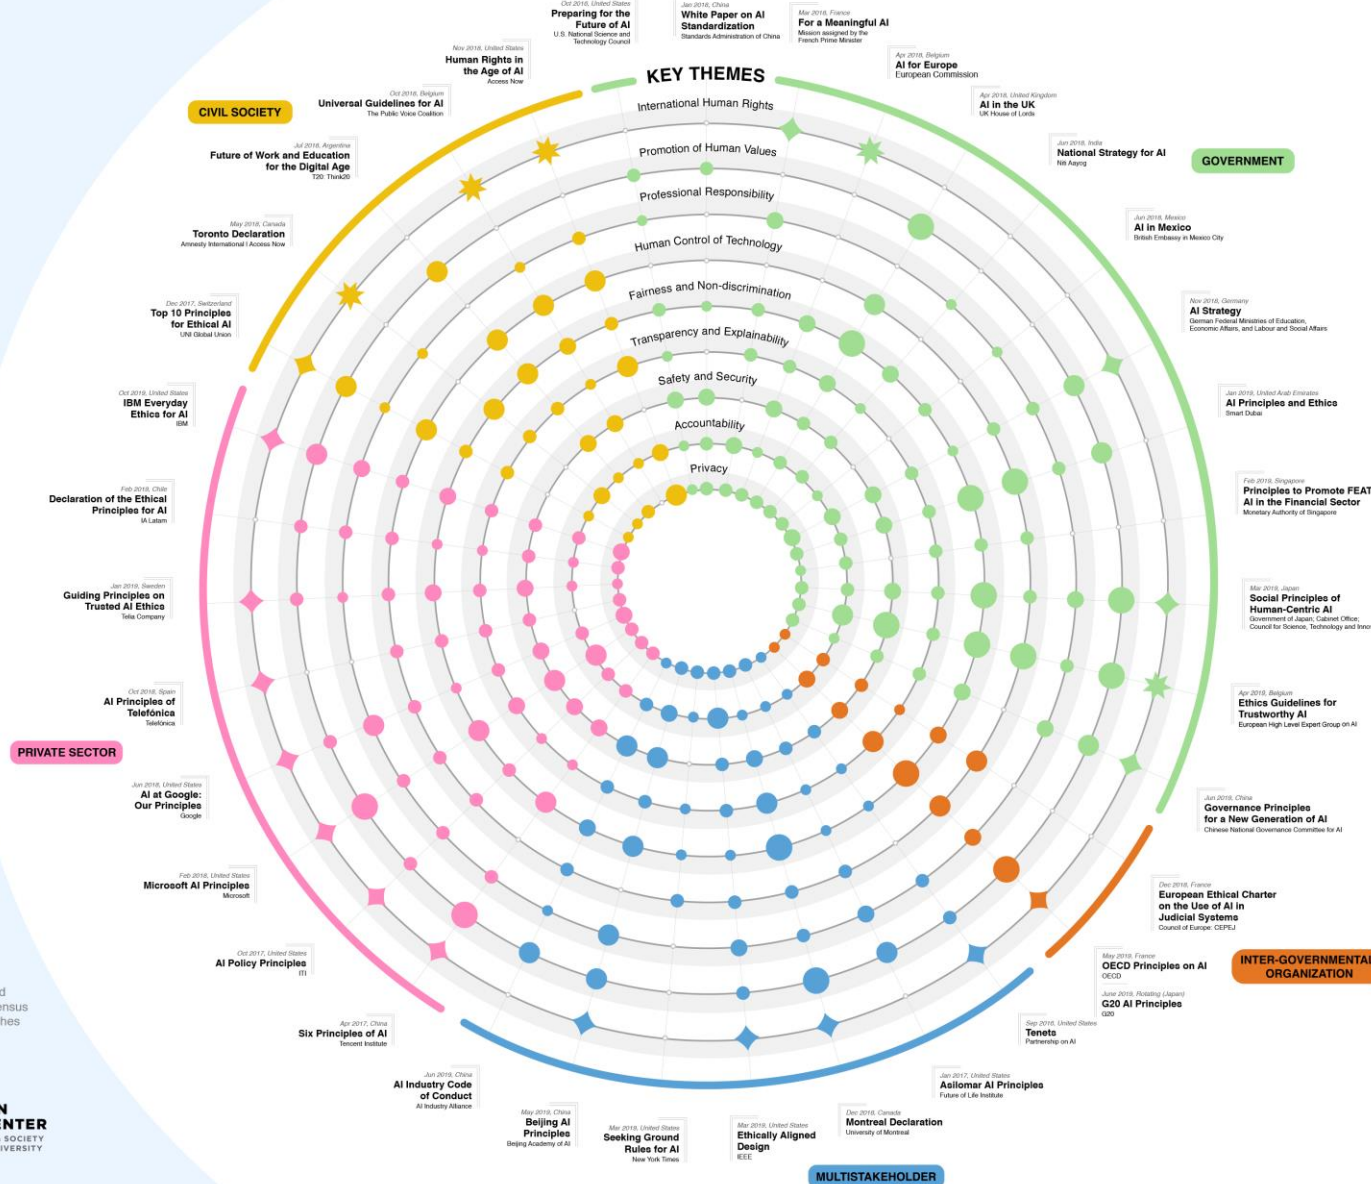 KEY THEMES
International Human Rights
Promotion of Human Values
Professional Responsibility
Human Control of Technology
Fairness and Non-discrimination
Transparency and Explainability
Safety and Security
Accountability
Privacy
Oct 2016, United States
Preparing for the
Future of AI
U.S. National Science and
Technology Council
Jan 2018, China
White Paper on AI
Standardization
Standards Administration of China
Mar 2018, France
For a Meaningful AI
Mission assigned by the
French Prime Minister
Apr 2018, Belgium
AI for Europe
European Commission
Apr 2018, United Kingdom
AI in the UK
UK House of Lords
GOVERNMENT
Jun 2018, India
National Strategy for AI
Niti Aayog
Jun 2018, Mexico
AI in Mexico
British Embassy in Mexico City
Nov 2018, Germany
AI Strategy
German Federal Ministries of Education,
Economic Affairs, and Labour and Social Affairs
Jan 2019, United Arab Emirates
AI Principles and Ethics
Smart Dubai
Feb 2019, Singapore
Principles to Promote FEAT
AI in the Financial Sector
Monetary Authority of Singapore
Mar 2019, Japan
Social Principles of
Human-Centric AI
Government of Japan; Cabinet Office;
Council for Science, Technology and Inno
Apr 2019, Belgium
Ethics Guidelines for
Trustworthy AI
European High Level Expert Group on AI
Jun 2019, China
Governance Principles
for a New Generation of AI
Chinese National Governance Committee for AI
Dec 2018, France
European Ethical Charter
on the Use of AI in
Judicial Systems
Council of Europe: CEPEJ
INTER-GOVERNMENTAL
ORGANIZATION
May 2019, France
OECD Principles on AI
OECD
June 2019, Rotating (Japan)
G20 AI Principles
G20
Sep 2016, United States
Tenets
Partnership on AI
Jan 2017, United States
Asilomar AI Principles
Future of Life Institute
Dec 2018, Canada
Montreal Declaration
University of Montreal
MULTISTAKEHOLDER
Mar 2019, United States
Ethically Aligned
Design
IEEE
Mar 2019, United States
Seeking Ground
Rules for AI
New York Times
May 2019, China
Beijing AI
Principles
Beijing Academy of AI
Jun 2019, China
AI Industry Code
of Conduct
AI Industry Alliance
Apr 2017, China
Six Principles of AI
Tencent Institute
Oct 2017, United States
AI Policy Principles
ITI
Feb 2018, United States
Microsoft AI Principles
Microsoft
Jun 2018, United States
AI at Google:
Our Principles
Google
PRIVATE SECTOR
Oct 2018, Spain
AI Principles of
Telefónica
Telefónica
Jan 2019, Sweden
Guiding Principles on
Trusted AI Ethics
Telia Company
Feb 2019, Chile
Declaration of the Ethical
Principles for AI
IA Latam
Oct 2019, United States
IBM Everyday
Ethics for AI
IBM
Dec 2017, Switzerland
Top 10 Principles
for Ethical AI
UNI Global Union
May 2018, Canada
Toronto Declaration
Amnesty International | Access Now
Jul 2018, Argentina
Future of Work and Education
for the Digital Age
T20: Think20
CIVIL SOCIETY
Oct 2018, Belgium
Universal Guidelines for AI
The Public Voice Coalition
Nov 2018, United States
Human Rights in
the Age of AI
Access Now
d
ensus
hes
N
ENTER
SOCIETY
IVERSITY